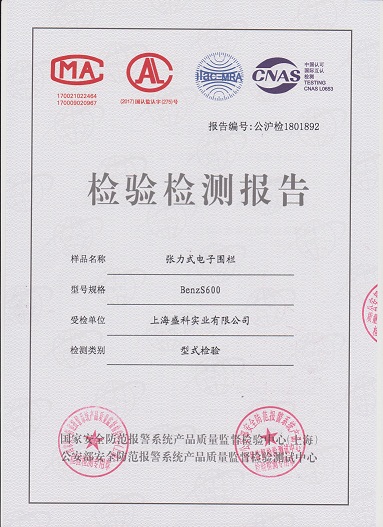 MA
170021022464
170009020967
AL
(2017)国认监认字(275)号
ilac-MRA
CNAS
中国认可
国际互认
检测
TESTING
CNAS L0653
报告编号:公沪检1801892
检验检测报告
样品名称 张力式电子围栏
型号规格 BenzS600
受检单位 上海盛科实业有限公司
检测类别 型式检验
国家安全防范报警系统产品质量监督检验中心(上海)
公安部安全防范报警系统产品质量监督检验测试中心